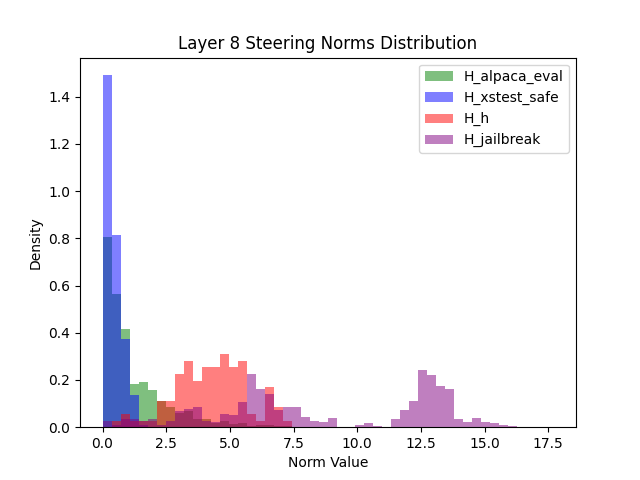 Layer 8 Steering Norms Distribution
H_alpaca_eval
H_xstest_safe
H_h
H_jailbreak
Density
1.4
1.2
1.0
0.8
0.6
0.4
0.2
0.0
0.0 2.5 5.0 7.5 10.0 12.5 15.0 17.5
Norm Value